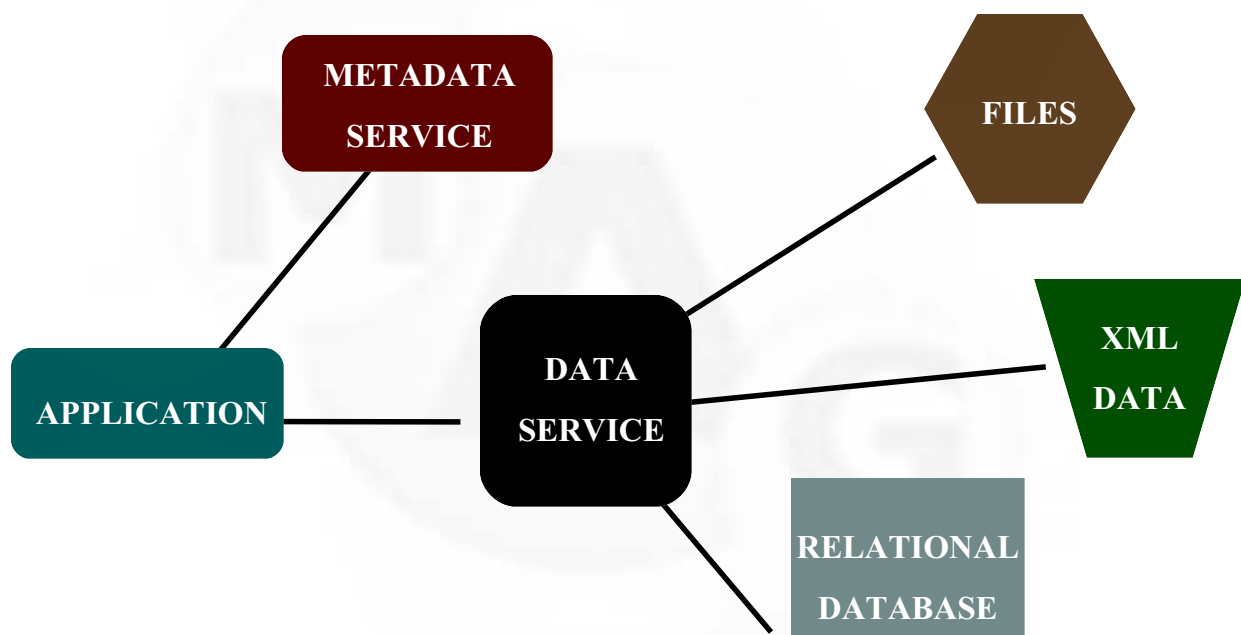 METADATA
SERVICE
FILES
XML
DATA
DATA
SERVICE
APPLICATION
RELATIONAL
DATABASE